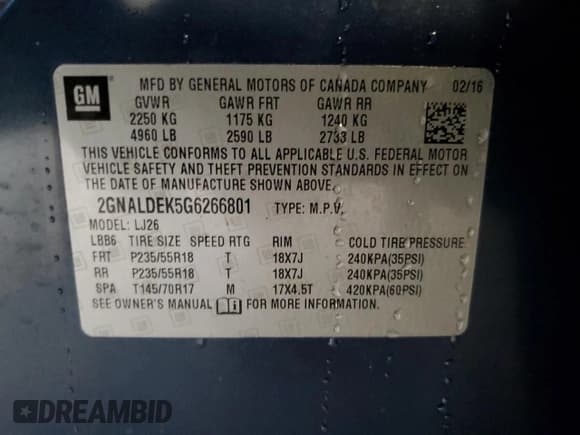 GM
MFD BY GENERAL MOTORS OF CANADA COMPANY 02/16
GVWR GAWR FRT GAWR RR
2250 KG 1175 KG 1240 KG
4960 LB 2590 LB 2733 LB
THIS VEHICLE CONFORMS TO ALL APPLICABLE U.S. FEDERAL MOTOR
VEHICLE SAFETY AND THEFT PREVENTION STANDARDS IN EFFECT ON
THE DATE OF MANUFACTURE SHOWN ABOVE.
2GNALDEK5G6266801 TYPE: M.P.V.
MODEL: LJ26
LBB6 TIRE SIZE SPEED RTG RIM COLD TIRE PRESSURE
FRT P235/55R18 T 18X7J 240KPA(35PSI)
RR P235/55R18 T 18X7J 240KPA(35PSI)
SPA T145/70R17 M 17X4.5T 420KPA(60PSI)
SEE OWNER'S MANUAL FOR MORE INFORMATION.
DREAMBID